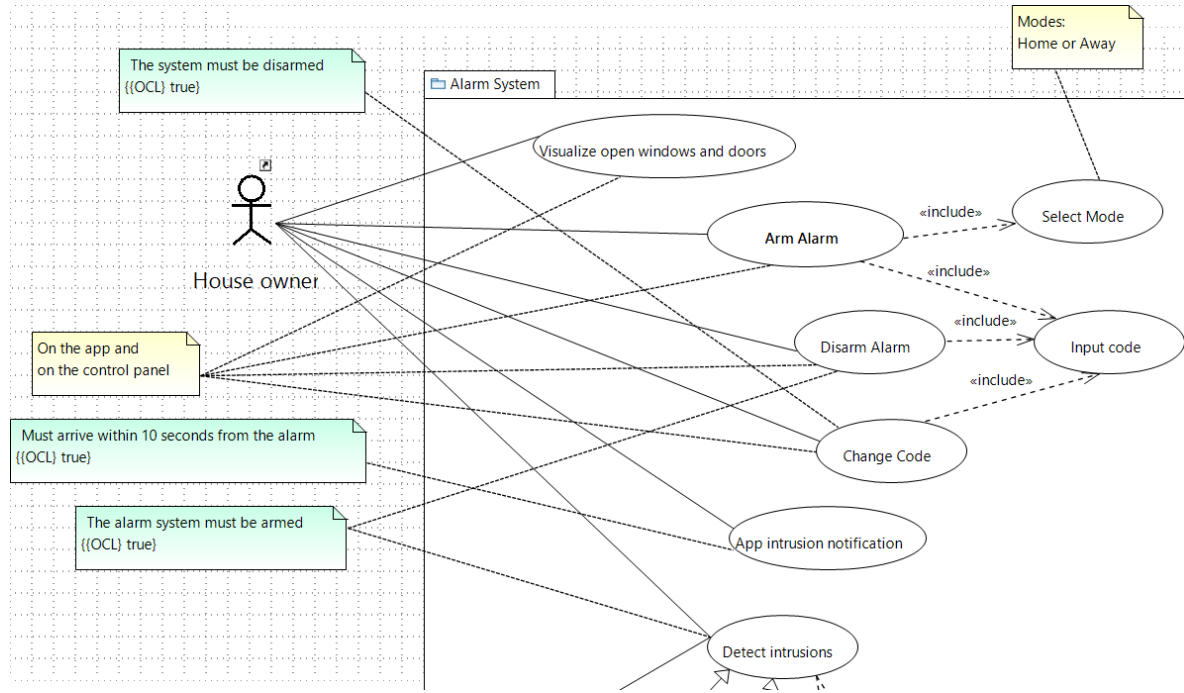 Modes:
Home or Away
The system must be disarmed
{{OCL} true}
Alarm System
Visualize open windows and doors
«include»
Select Mode
Arm Alarm
House owner
«include»
On the app and
on the control panel
Disarm Alarm
«include»
Input code
«include»
Must arrive within 10 seconds from the alarm
{{OCL} true}
Change Code
The alarm system must be armed
{{OCL} true}
App intrusion notification
Detect intrusions